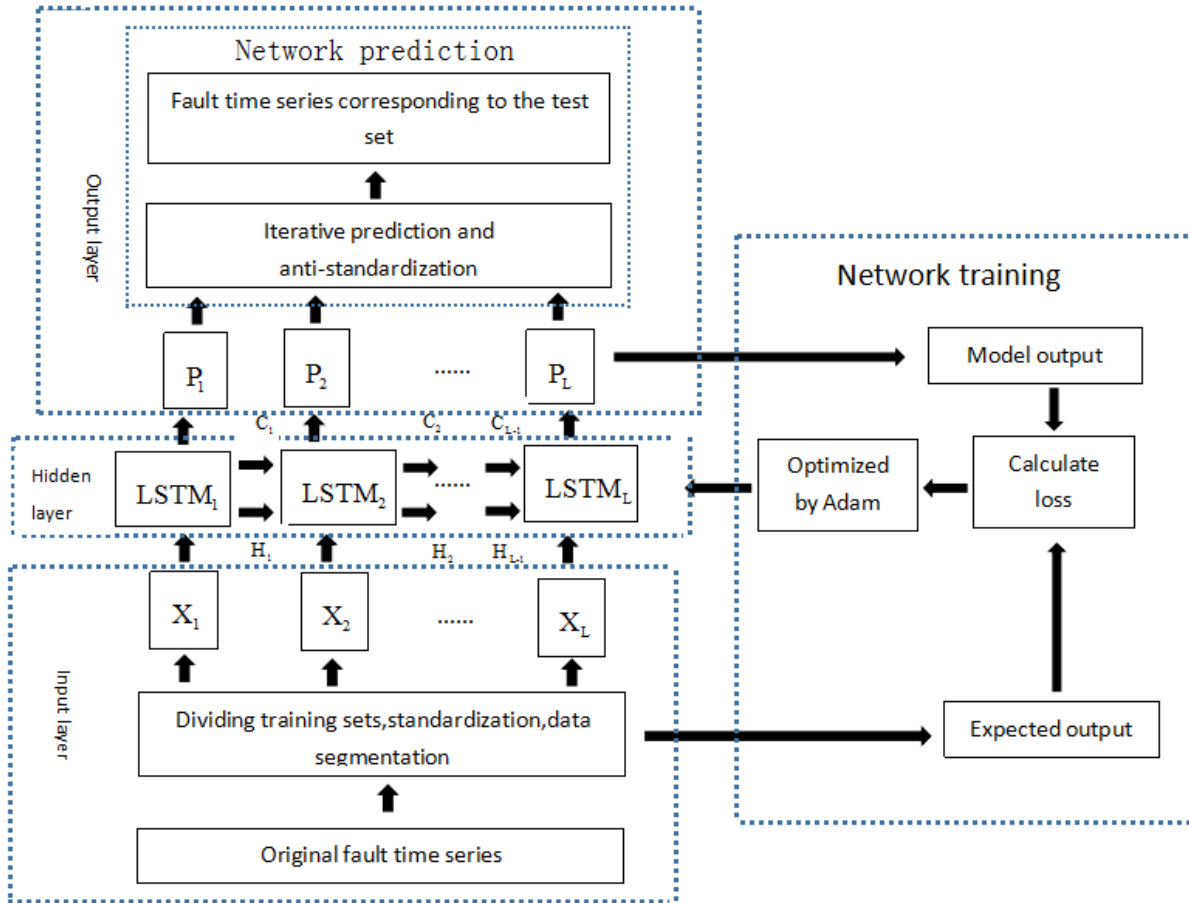 Network prediction
Fault time series corresponding to the test
set
Output layer
Iterative prediction and
anti-standardization
P1
P2
......
PL
C1
C2
CL-1
Hidden
layer
LSTM1
LSTM2
......
LSTML
H1
H2
HL-1
X1
X2
......
XL
Input layer
Dividing training sets,standardization,data
segmentation
Original fault time series
Network training
Model output
Calculate
loss
Optimized
by Adam
Expected output